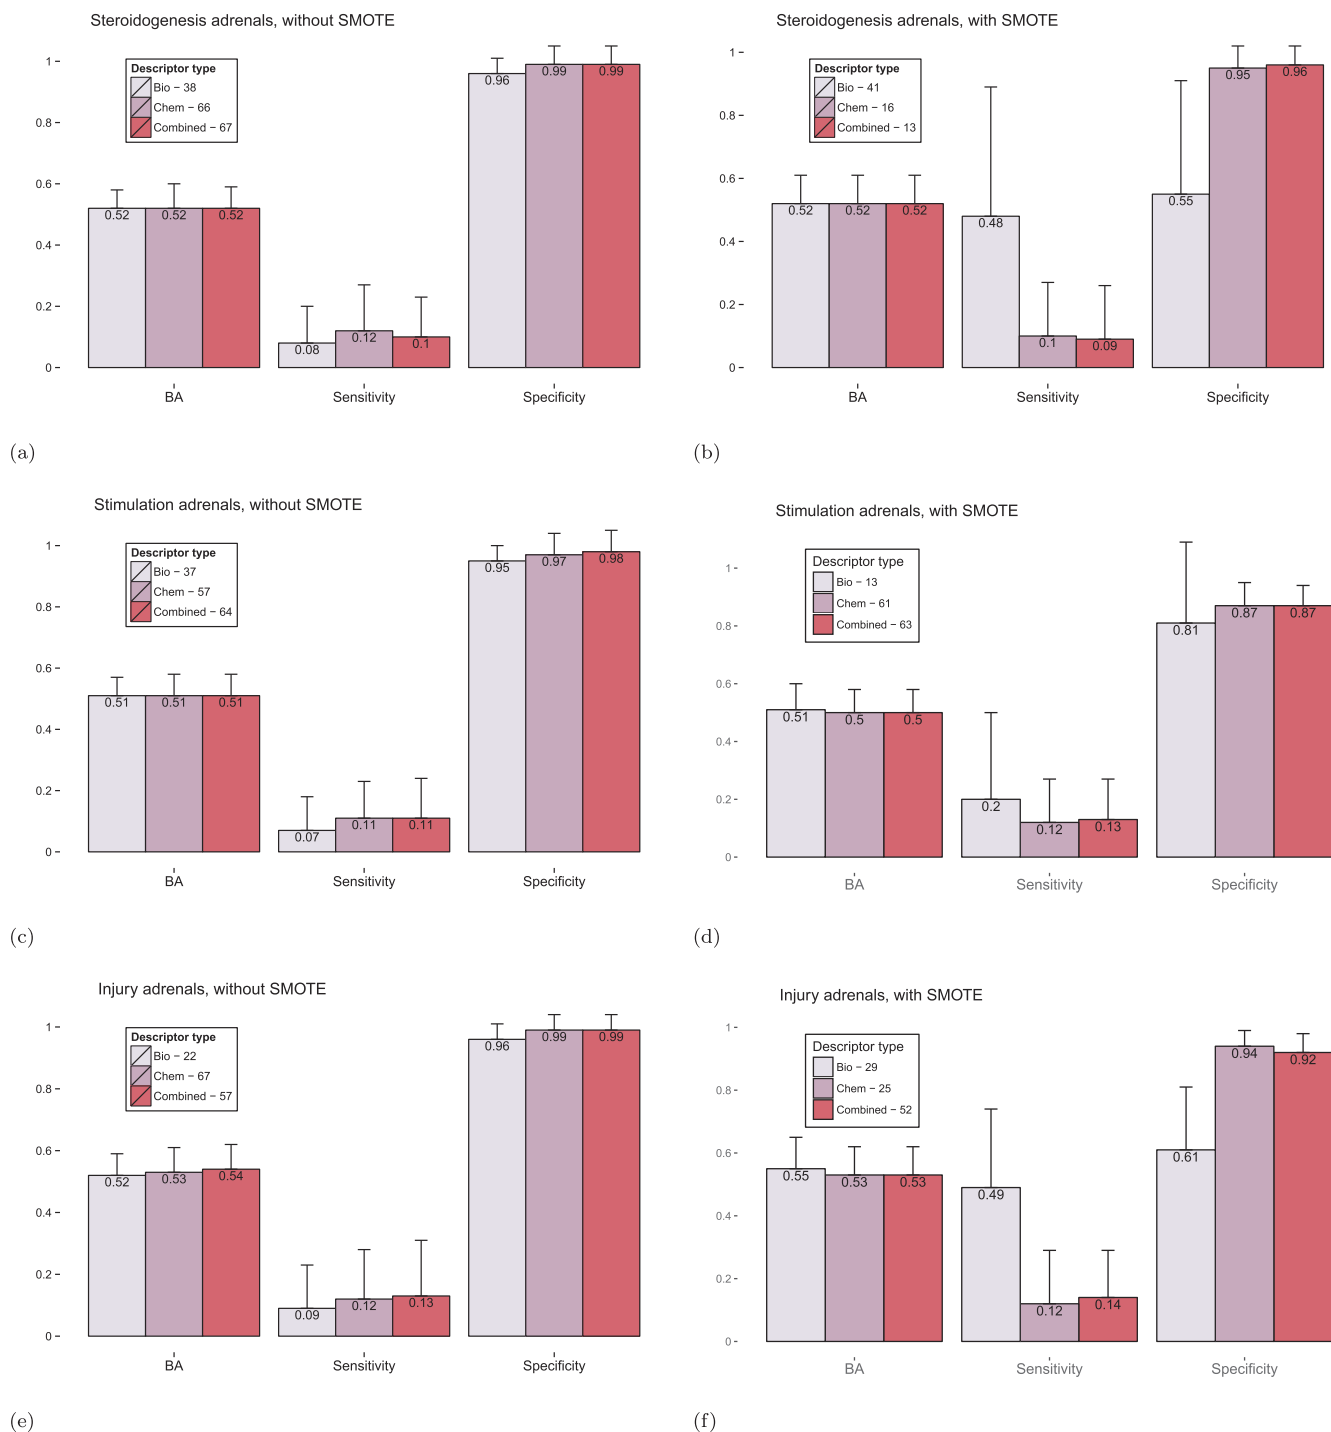 Steroidogenesis adrenals, without SMOTE
Descriptor type
Bio − 38
Chem − 66
Combined − 67
1
0.8
0.6
0.4
0.2
0
0.52
0.52
0.52
0.08
0.12
0.1
0.96
0.99
0.99
BA
Sensitivity
Specificity
(a)
Steroidogenesis adrenals, with SMOTE
Descriptor type
Bio − 41
Chem − 16
Combined − 13
1
0.8
0.6
0.4
0.2
0
0.52
0.52
0.52
0.48
0.1
0.09
0.55
0.95
0.96
BA
Sensitivity
Specificity
(b)
Stimulation adrenals, without SMOTE
Descriptor type
Bio − 37
Chem − 57
Combined − 64
1
0.8
0.6
0.4
0.2
0
0.51
0.51
0.51
0.07
0.11
0.11
0.95
0.97
0.98
BA
Sensitivity
Specificity
(c)
Stimulation adrenals, with SMOTE
Descriptor type
Bio − 13
Chem − 61
Combined − 63
1
0.8
0.6
0.4
0.2
0
0.51
0.5
0.5
0.2
0.12
0.13
0.81
0.87
0.87
BA
Sensitivity
Specificity
(d)
Injury adrenals, without SMOTE
Descriptor type
Bio − 22
Chem − 67
Combined − 57
1
0.8
0.6
0.4
0.2
0
0.52
0.53
0.54
0.09
0.12
0.13
0.96
0.99
0.99
BA
Sensitivity
Specificity
(e)
Injury adrenals, with SMOTE
Descriptor type
Bio − 29
Chem − 25
Combined − 52
1
0.8
0.6
0.4
0.2
0
0.55
0.53
0.53
0.49
0.12
0.14
0.61
0.94
0.92
BA
Sensitivity
Specificity
(f)